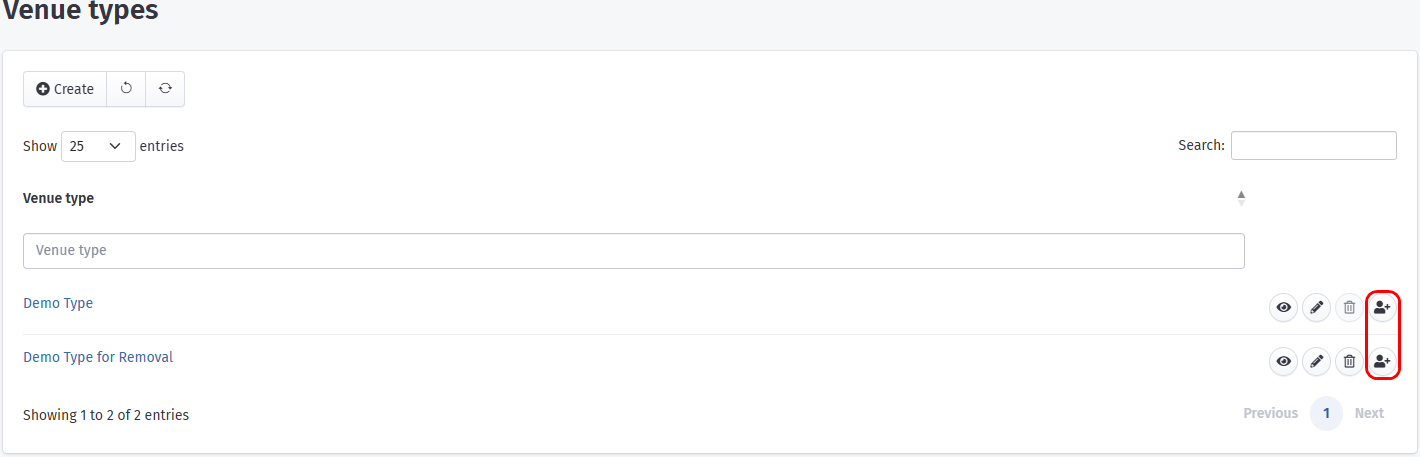 Venue types
Create
Show 25 entries
Search:
Venue type
Venue type
Demo Type
Demo Type for Removal
Showing 1 to 2 of 2 entries
Previous 1 Next